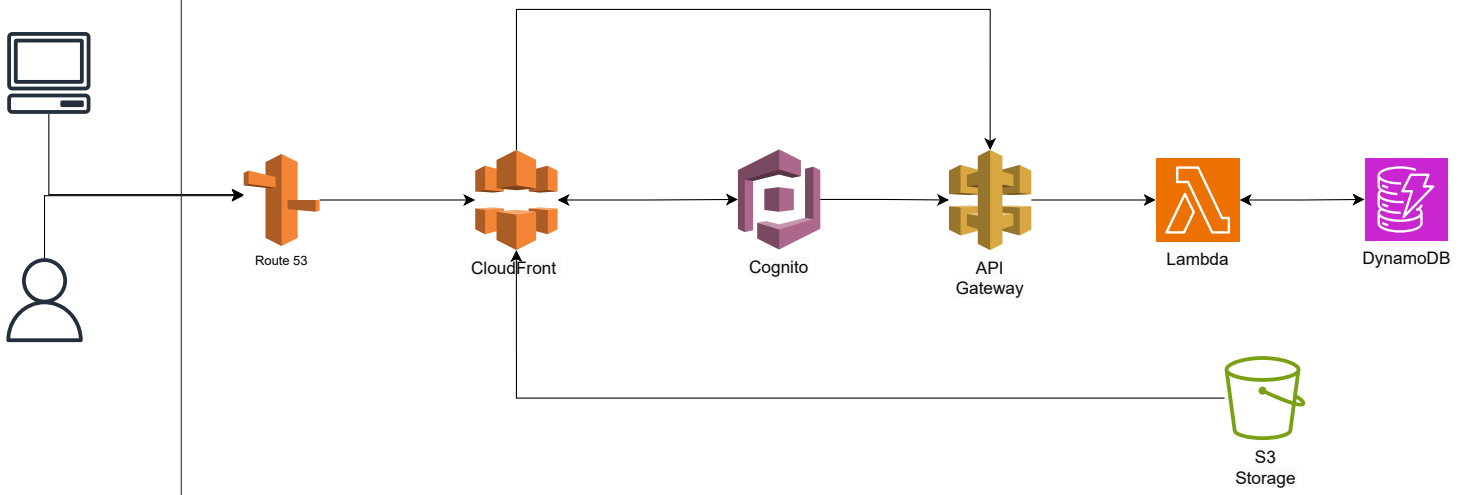 Route 53
CloudFront
Cognito
API
Gateway
Lambda
DynamoDB
S3
Storage